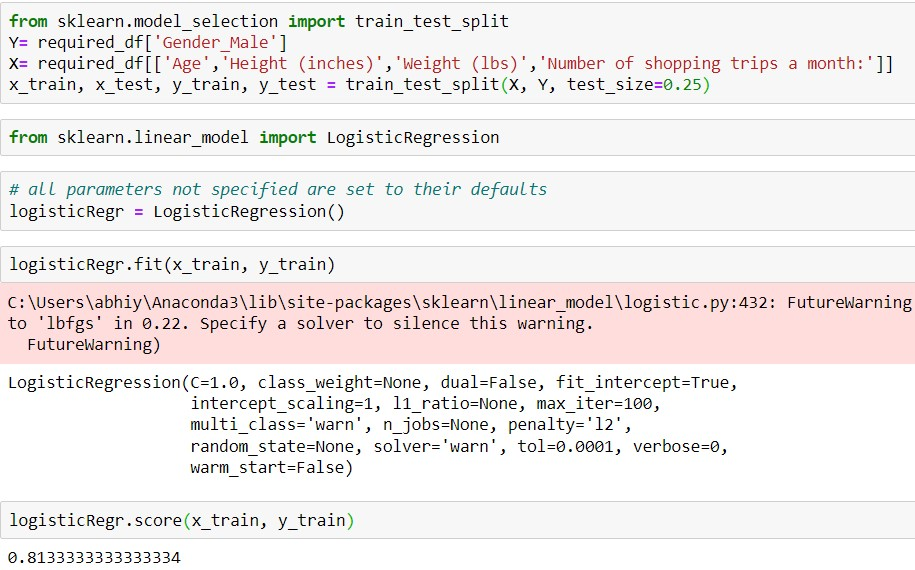 from sklearn.model_selection import train_test_split
Y= required_df['Gender_Male']
X= required_df[['Age','Height (inches)','Weight (lbs)','Number of shopping trips a month:']]
x_train, x_test, y_train, y_test = train_test_split(X, Y, test_size=0.25)
from sklearn.linear_model import LogisticRegression
# all parameters not specified are set to their defaults
logisticRegr = LogisticRegression()
logisticRegr.fit(x_train, y_train)
C:\Users\abhiy\Anaconda3\lib\site-packages\sklearn\linear_model\logistic.py:432: FutureWarning
to 'lbfgs' in 0.22. Specify a solver to silence this warning.
  FutureWarning)
LogisticRegression(C=1.0, class_weight=None, dual=False, fit_intercept=True,
                   intercept_scaling=1, l1_ratio=None, max_iter=100,
                   multi_class='warn', n_jobs=None, penalty='l2',
                   random_state=None, solver='warn', tol=0.0001, verbose=0,
                   warm_start=False)
logisticRegr.score(x_train, y_train)
0.8133333333333334